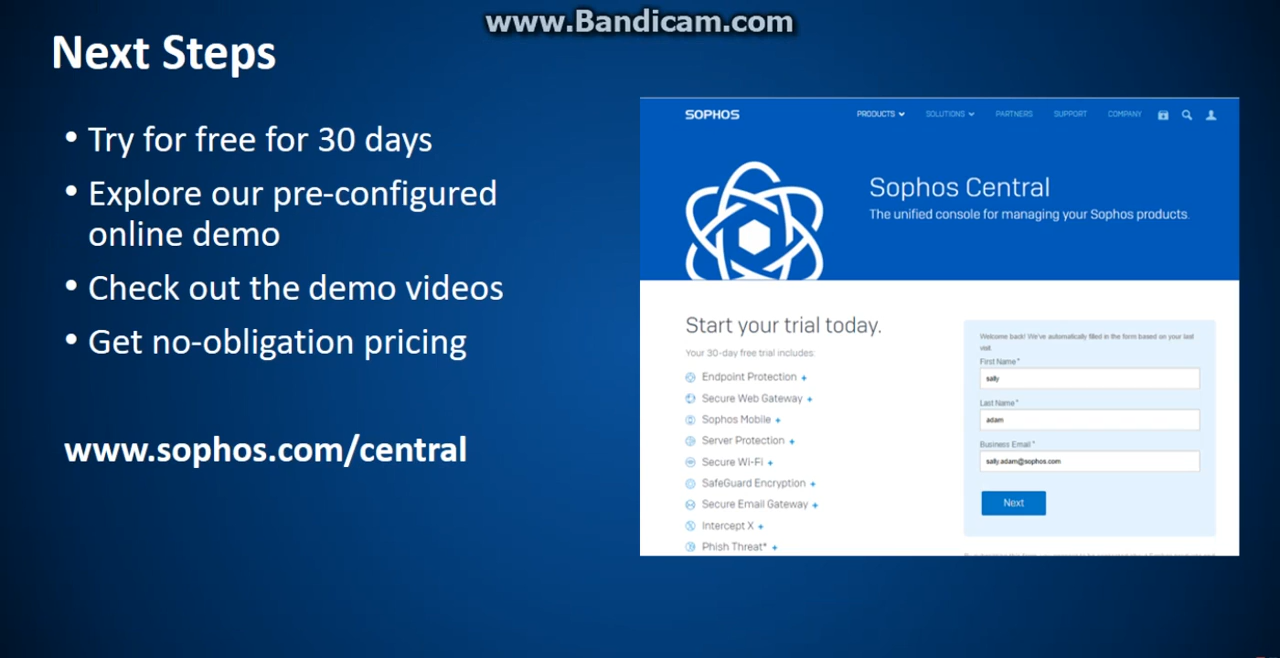 www.Bandicam.com
Next Steps
• Try for free for 30 days
• Explore our pre-configured
online demo
• Check out the demo videos
• Get no-obligation pricing
www.sophos.com/central
SOPHOS
PRODUCTS
SOLUTIONS
PARTNERS
SUPPORT
COMPANY
Sophos Central
The unified console for managing your Sophos products.
Start your trial today.
Your 30-day free trial includes:
Endpoint Protection +
Secure Web Gateway +
Sophos Mobile +
Server Protection +
Secure Wi-Fi +
SafeGuard Encryption +
Secure Email Gateway +
Intercept X +
Phish Threat* +
Welcome back! We've automatically filled in the form based on your last
visit.
First Name *
sally
Last Name *
adam
Business Email *
sally.adam@sophos.com
Next